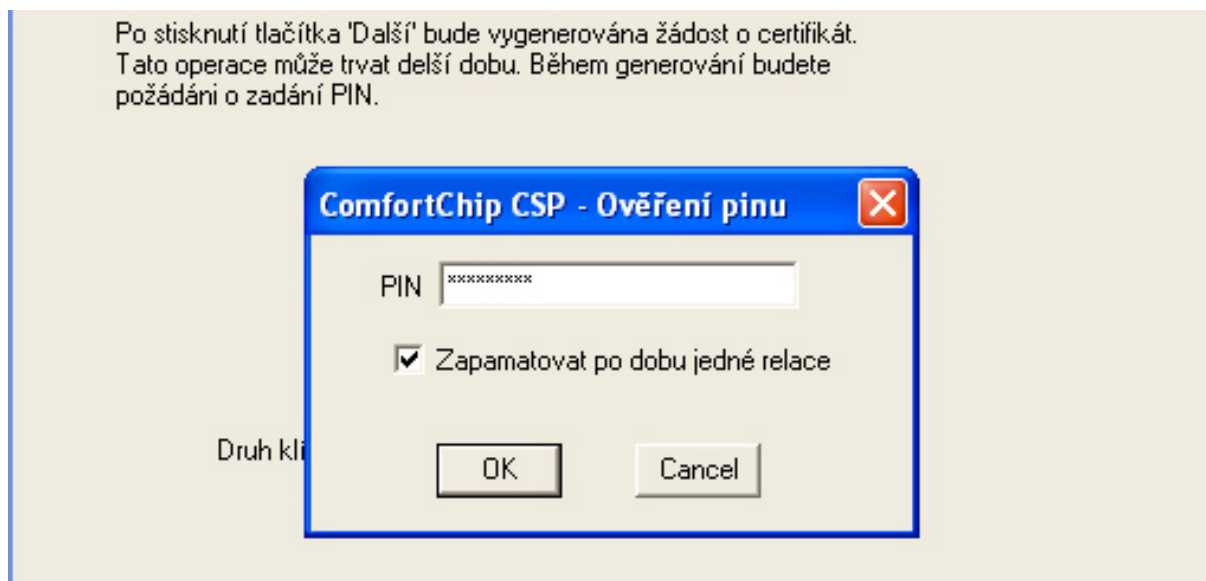 Po stisknutí tlačítka 'Další' bude vygenerována žádost o certifikát.
Tato operace může trvat delší dobu. Během generování budete
požádáni o zadání PIN.
ComfortChip CSP - Ověření pinu
PIN
*********
Zapamatovat po dobu jedné relace
Druh klí
OK
Cancel